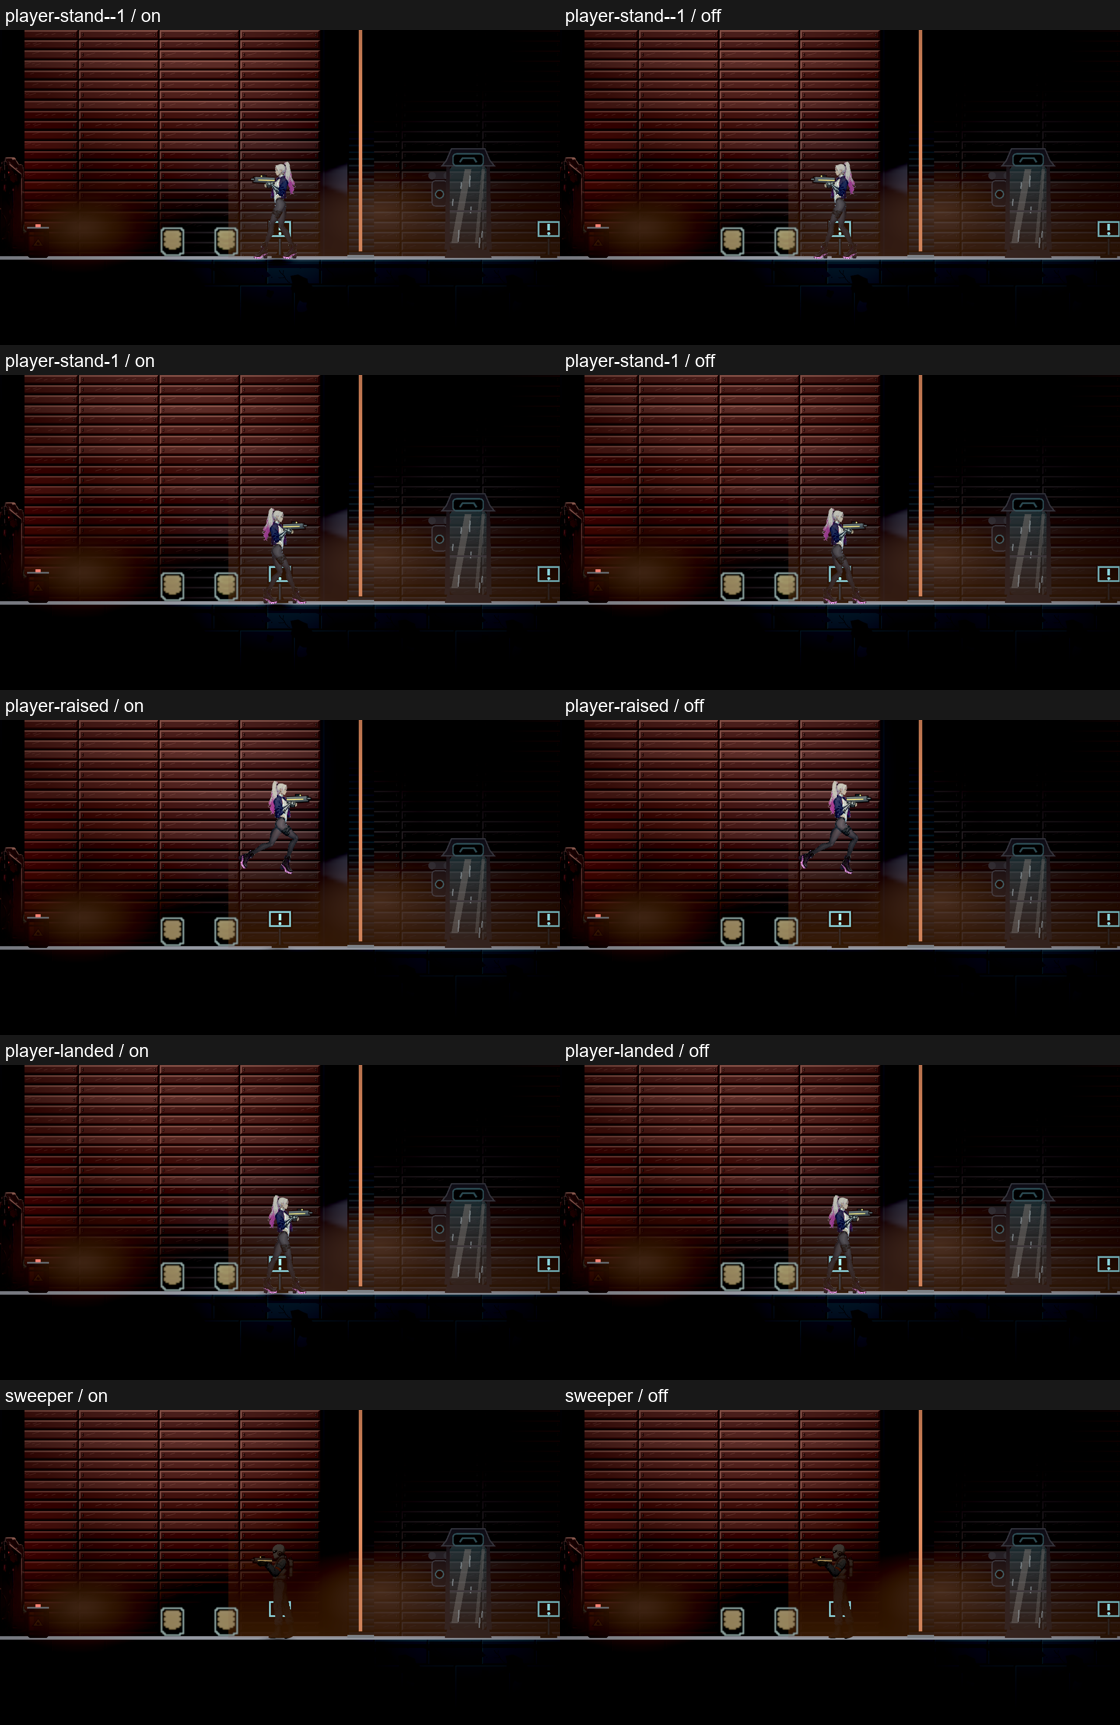 player-stand--1 / on
player-stand--1 / off
!
!
!
!
player-stand-1 / on
player-stand-1 / off
!
!
!
!
player-raised / on
player-raised / off
!
!
!
!
player-landed / on
player-landed / off
!
!
!
!
sweeper / on
sweeper / off
!
!